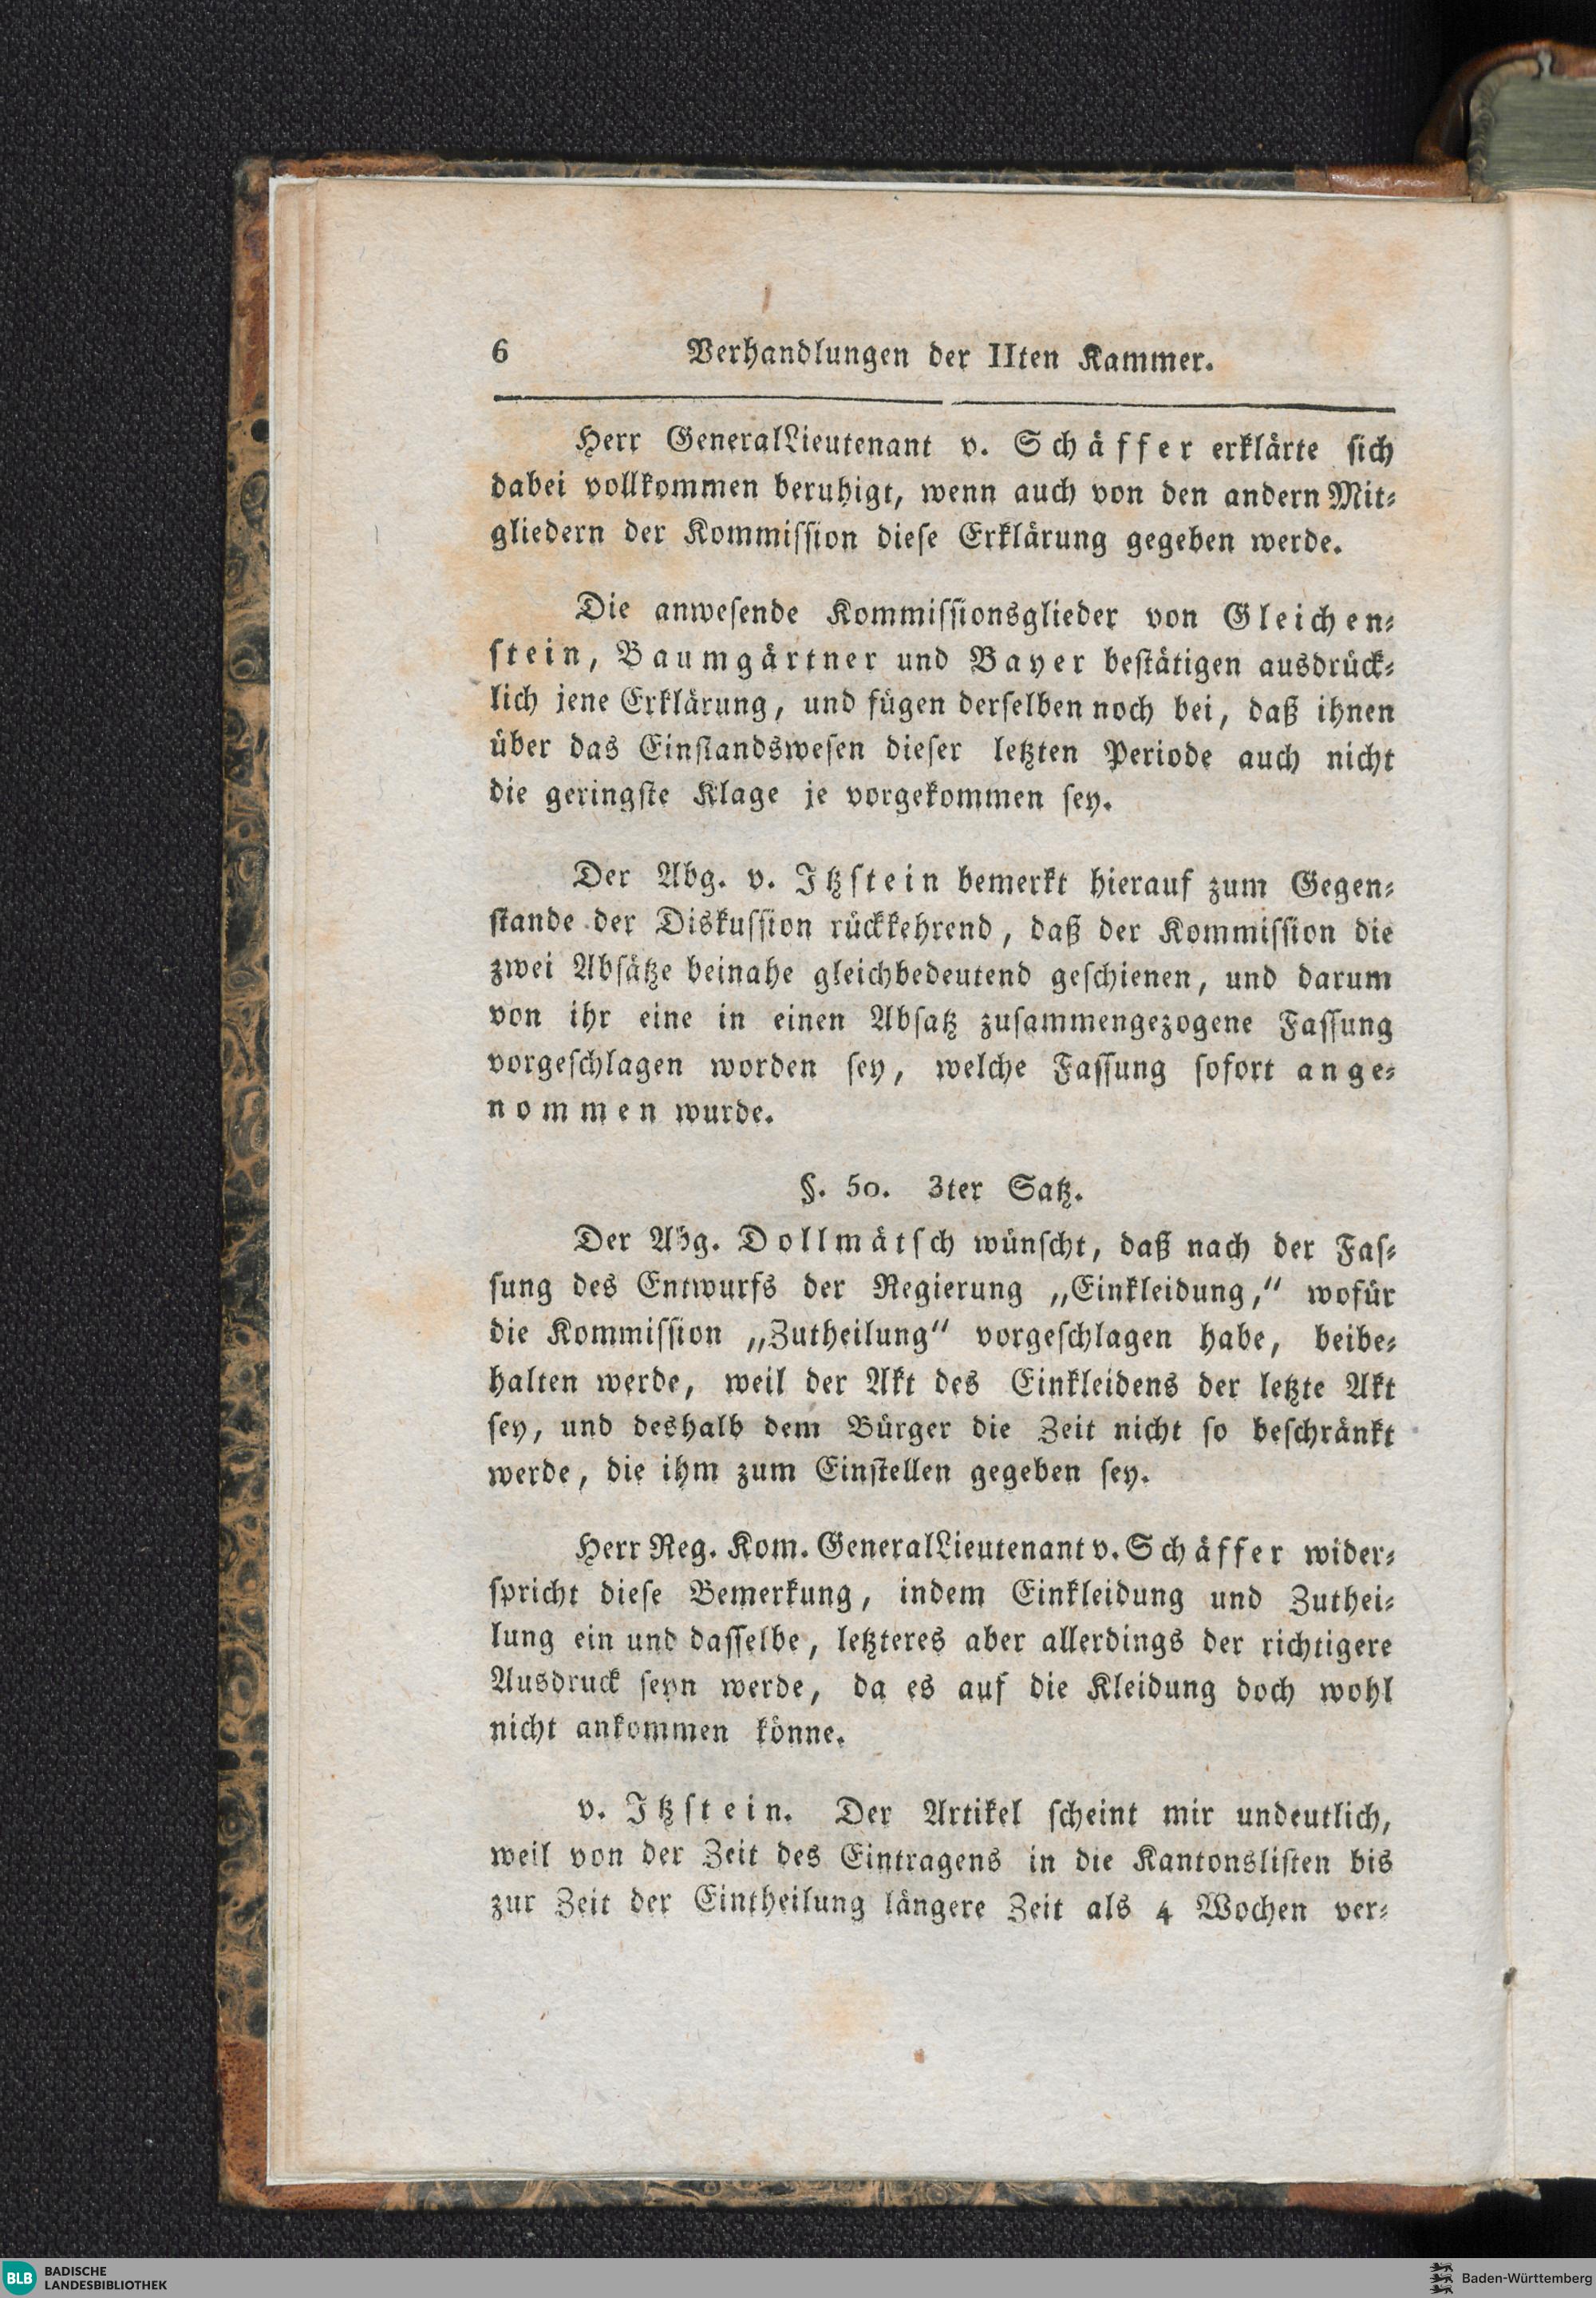 6 Verhandlungen der IIten Kammer.
Herr GeneralLieutenant v. Schäffer erklärte sich
dabei vollkommen beruhigt, wenn auch von den andern Mit-
gliedern der Kommission diese Erklärung gegeben werde.
Die anwesende Kommissionsglieder von Gleichen-
stein, Baumgärtner und Bayer bestätigen ausdrück-
lich jene Erklärung, und fügen derselben noch bei, daß ihnen
über das Einstandswesen dieser letzten Periode auch nicht
die geringste Klage je vorgekommen sey.
Der Abg. v. Itzstein bemerkt hierauf zum Gegen-
stande der Diskussion rückkehrend, daß der Kommission die
zwei Absätze beinahe gleichbedeutend geschienen, und darum
von ihr eine in einen Absatz zusammengezogene Fassung
vorgeschlagen worden sey, welche Fassung sofort ange-
nommen wurde.
§. 50. 3ter Satz.
Der Abg. Dollmätsch wünscht, daß nach der Fas-
sung des Entwurfs der Regierung „Einkleidung,“ wofür
die Kommission „Zutheilung“ vorgeschlagen habe, beibe-
halten werde, weil der Akt des Einkleidens der letzte Akt
sey, und deshalb dem Bürger die Zeit nicht so beschränkt
werde, die ihm zum Einstellen gegeben sey.
Herr Reg. Kom. GeneralLieutenant v. Schäffer wider-
spricht diese Bemerkung, indem Einkleidung und Zuthei-
lung ein und dasselbe, letzteres aber allerdings der richtigere
Ausdruck seyn werde, da es auf die Kleidung doch wohl
nicht ankommen könne.
v. Itzstein. Der Artikel scheint mir undeutlich,
weil von der Zeit des Eintragens in die Kantonslisten bis
zur Zeit der Eintheilung längere Zeit als 4 Wochen ver-
BLB BADISCHE
LANDESBIBLIOTHEK
Baden-Württemberg